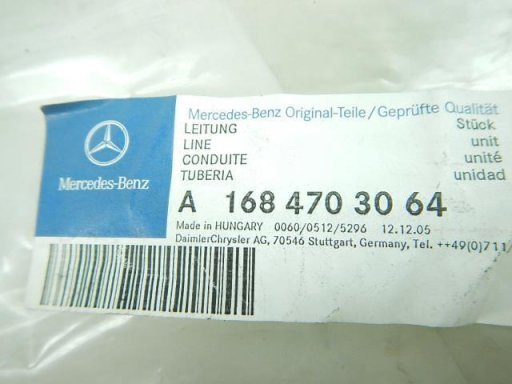 Mercedes-Benz Original-Teile/Geprüfte Qualität
LEITUNG Stück
LINE unit
CONDUITE unité
TUBERIA unidad
Mercedes-Benz
A 168 470 30 64
Made in HUNGARY 0060/0512/5296 12.12.05
DaimlerChrysler AG, 70546 Stuttgart, Germany, Tel. ++49(0)711/